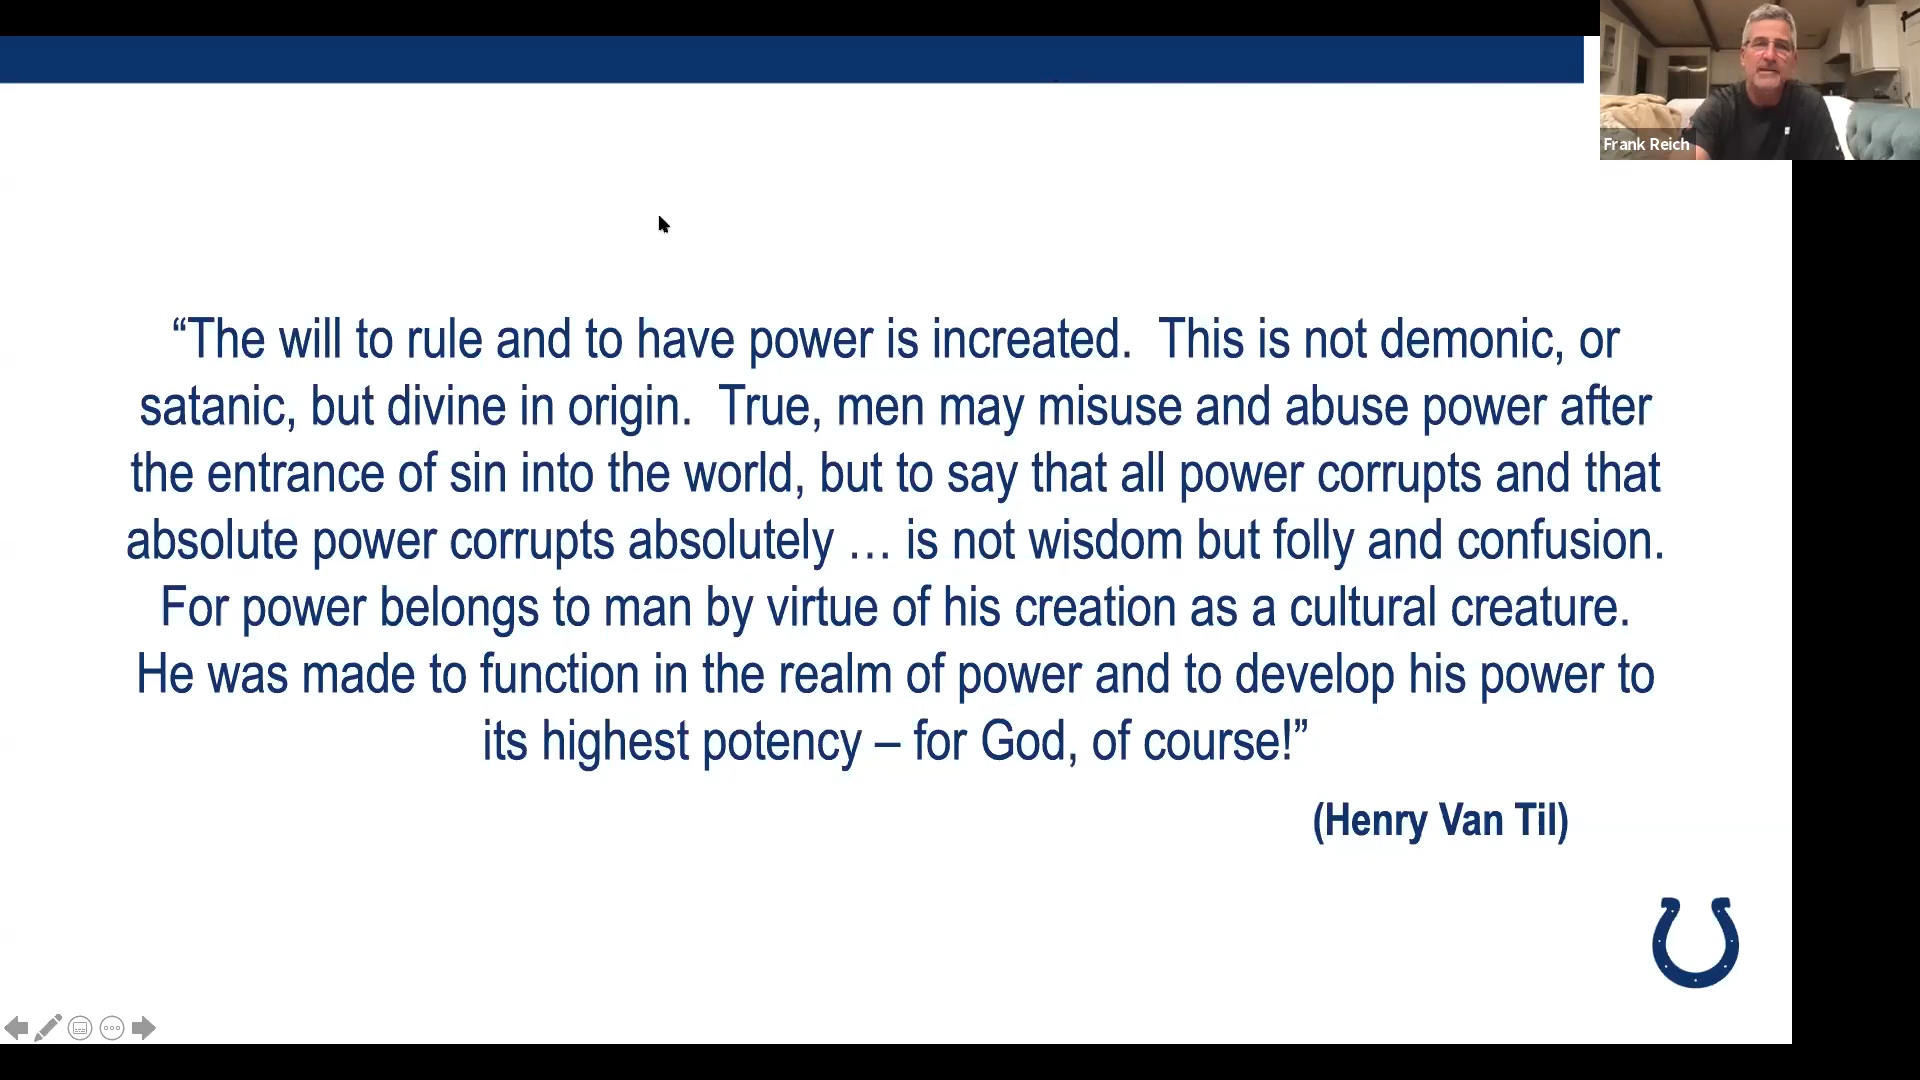 Frank Reich
“The will to rule and to have power is increated.  This is not demonic, or
satanic, but divine in origin.  True, men may misuse and abuse power after
the entrance of sin into the world, but to say that all power corrupts and that
absolute power corrupts absolutely … is not wisdom but folly and confusion.
For power belongs to man by virtue of his creation as a cultural creature.
He was made to function in the realm of power and to develop his power to
its highest potency – for God, of course!”
(Henry Van Til)